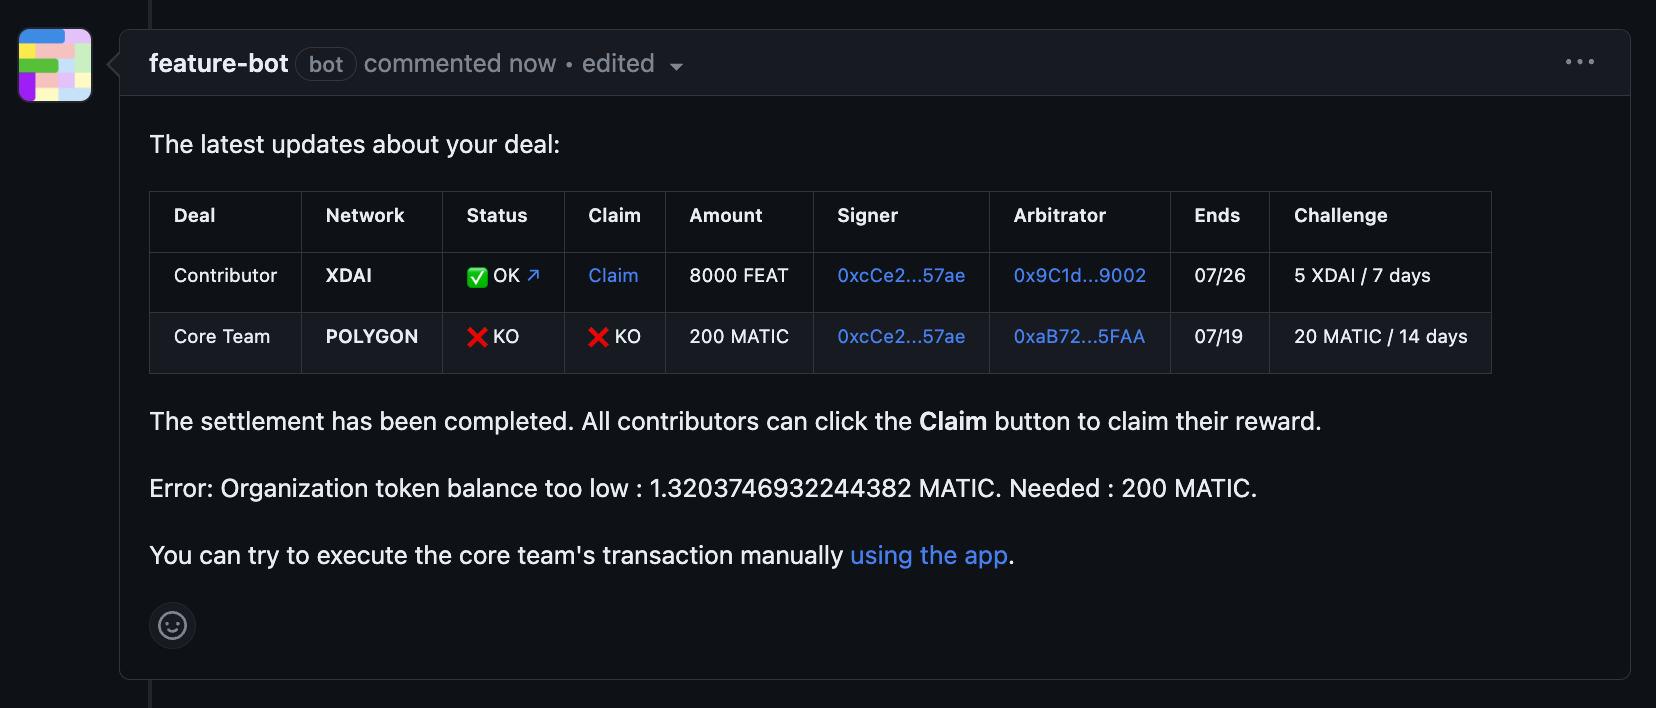 feature-bot bot commented now • edited
The latest updates about your deal:
Deal Network Status Claim Amount Signer Arbitrator Ends Challenge
Contributor XDAI ✅ OK ↗ Claim 8000 FEAT 0xcCe2...57ae 0x9C1d...9002 07/26 5 XDAI / 7 days
Core Team POLYGON ❌ KO ❌ KO 200 MATIC 0xcCe2...57ae 0xaB72...5FAA 07/19 20 MATIC / 14 days
The settlement has been completed. All contributors can click the Claim button to claim their reward.
Error: Organization token balance too low : 1.3203746932244382 MATIC. Needed : 200 MATIC.
You can try to execute the core team's transaction manually using the app.